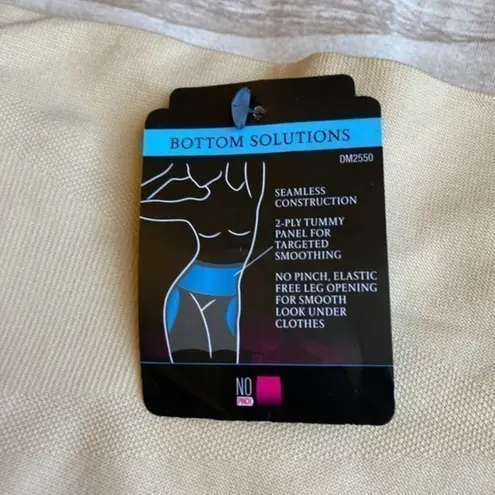 BOTTOM SOLUTIONS
DM2550
SEAMLESS
CONSTRUCTION
2-PLY TUMMY
PANEL FOR
TARGETED
SMOOTHING
NO PINCH, ELASTIC
FREE LEG OPENING
FOR SMOOTH
LOOK UNDER
CLOTHES
NO
PINCH